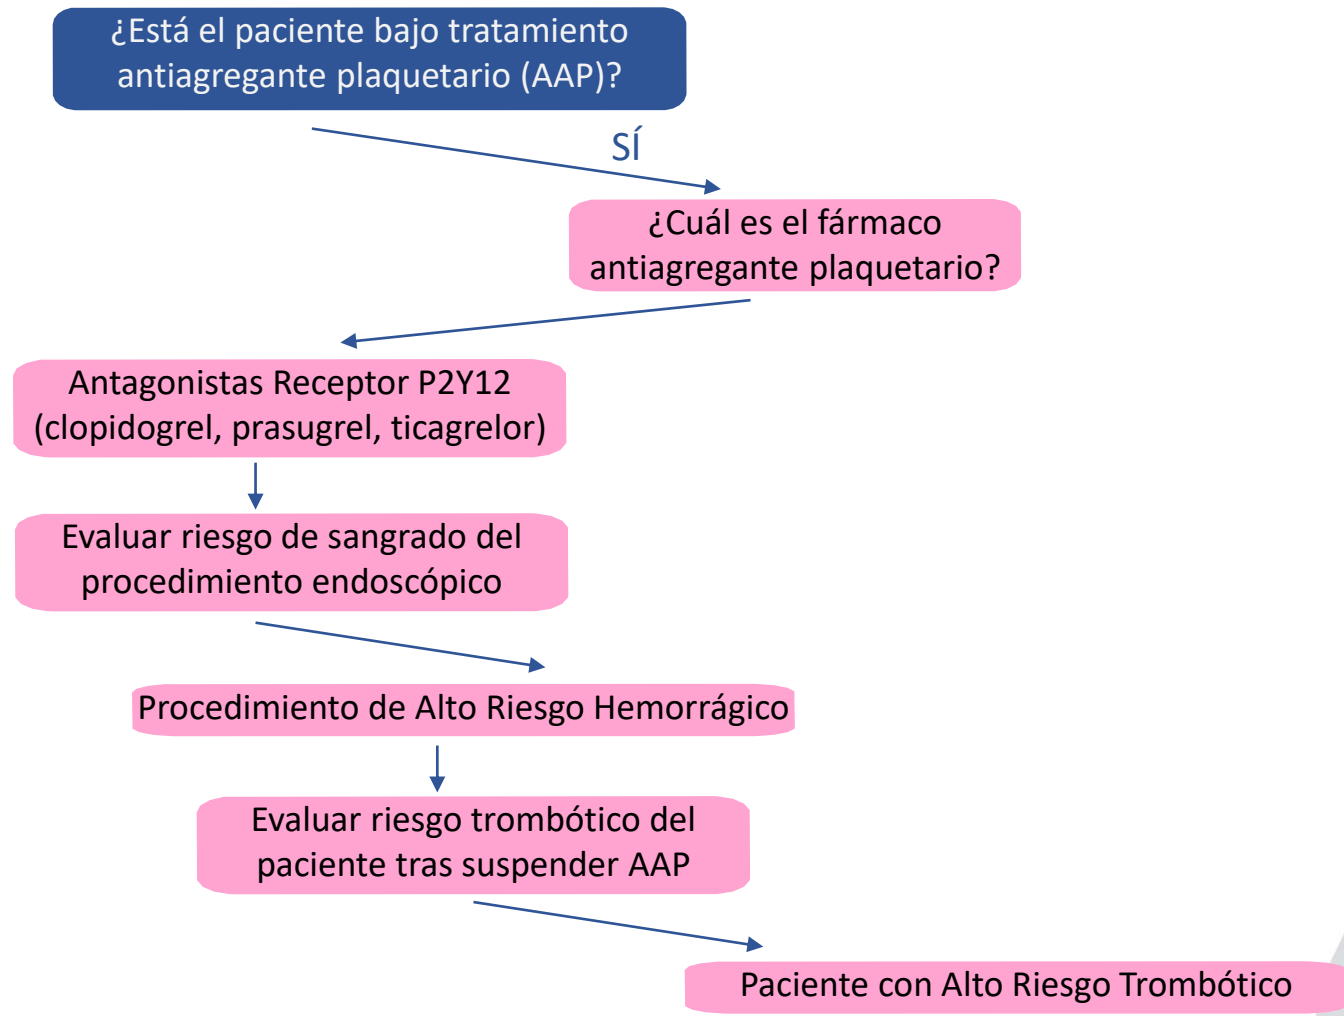 ¿Está el paciente bajo tratamiento
antiagregante plaquetario (AAP)?
SÍ
¿Cuál es el fármaco
antiagregante plaquetario?
Antagonistas Receptor P2Y12
(clopidogrel, prasugrel, ticagrelor)
Evaluar riesgo de sangrado del
procedimiento endoscópico
Procedimiento de Alto Riesgo Hemorrágico
Evaluar riesgo trombótico del
paciente tras suspender AAP
Paciente con Alto Riesgo Trombótico